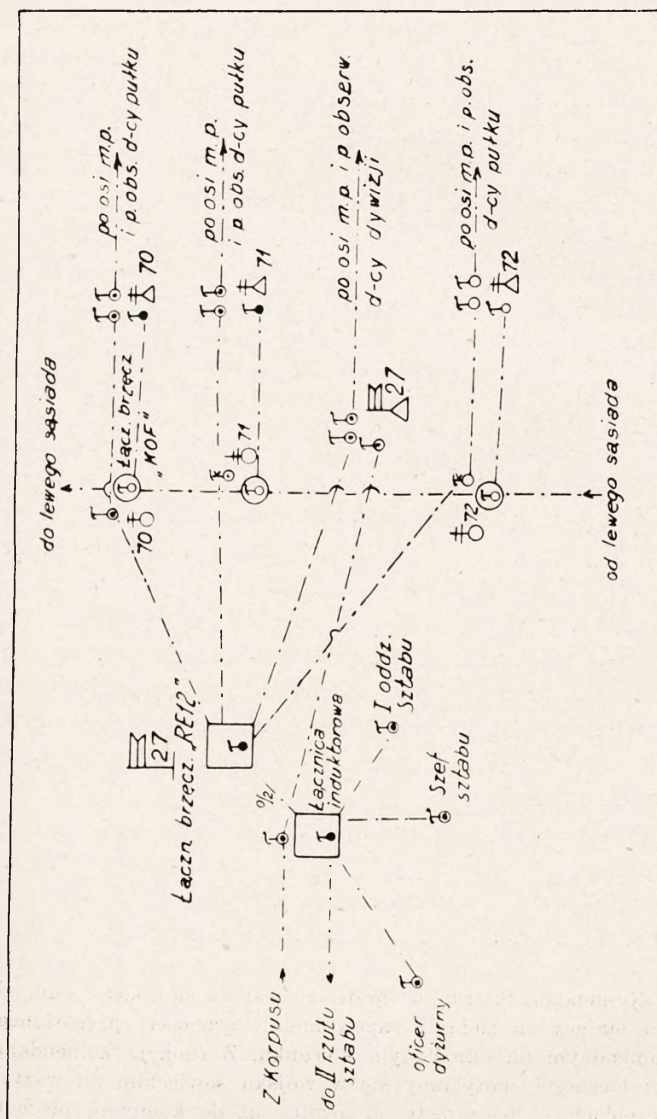 do lewego sąsiada
Łącz. brzęcz
"MOF"
70
70
po osi m.p.
i p. obs. d-cy pułku
71
71
po osi m.p.
i p. obs. d-cy pułku
27
po osi m.p. i p. obserw.
d-cy dywizji
72
72
po osi m.p. i p. obs.
d-cy pułku
od lewego sąsiada
27
Łączn. brzęcz. „RE12"
Łącznica
induktorowa
I oddz.
Sztabu
Szef
sztabu
Z Korpusu
do II rzutu
sztabu
oficer
dyżurny